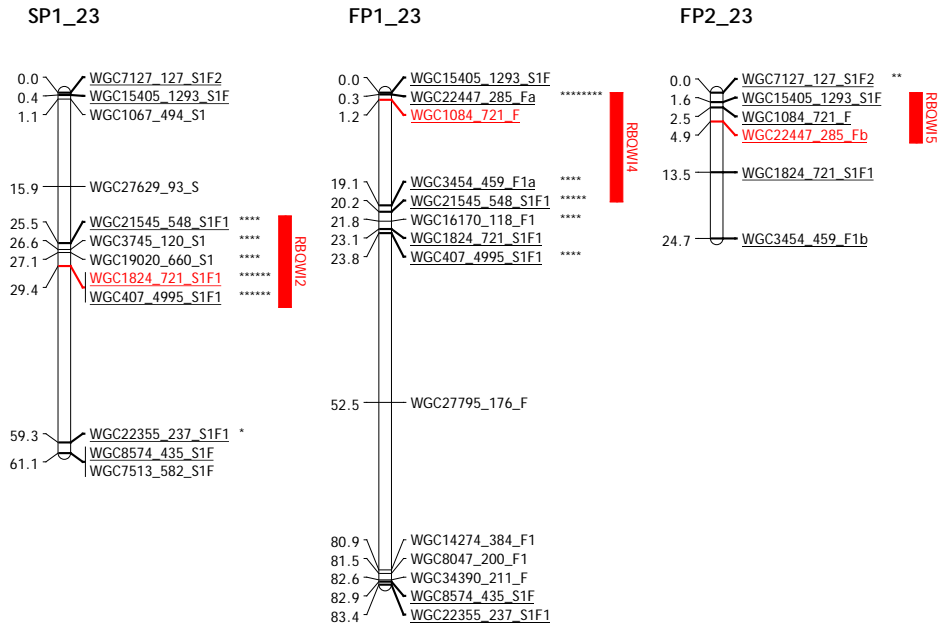 SP1_23
0.0 WGC7127_127_S1F2
0.4 WGC15405_1293_S1F
1.1 WGC1067_494_S1
15.9 WGC27629_93_S
25.5 WGC21545_548_S1F1 ****
26.6 WGC3745_120_S1 ****
27.1 WGC19020_660_S1 ****
29.4 WGC1824_721_S1F1 ******
WGC407_4995_S1F1 ******
59.3 WGC22355_237_S1F1 *
61.1 WGC8574_435_S1F
WGC7513_582_S1F
RBQWI2
FP1_23
0.0 WGC15405_1293_S1F
0.3 WGC22447_285_Fa ********
1.2 WGC1084_721_F
19.1 WGC3454_459_F1a ****
20.2 WGC21545_548_S1F1 *****
21.8 WGC16170_118_F1 ****
23.1 WGC1824_721_S1F1
23.8 WGC407_4995_S1F1 ****
52.5 WGC27795_176_F
80.9 WGC14274_384_F1
81.5 WGC8047_200_F1
82.6 WGC34390_211_F
82.9 WGC8574_435_S1F
83.4 WGC22355_237_S1F1
RBQWI4
FP2_23
0.0 WGC7127_127_S1F2 **
1.6 WGC15405_1293_S1F
2.5 WGC1084_721_F
4.9 WGC22447_285_Fb
13.5 WGC1824_721_S1F1
24.7 WGC3454_459_F1b
RBQWI5